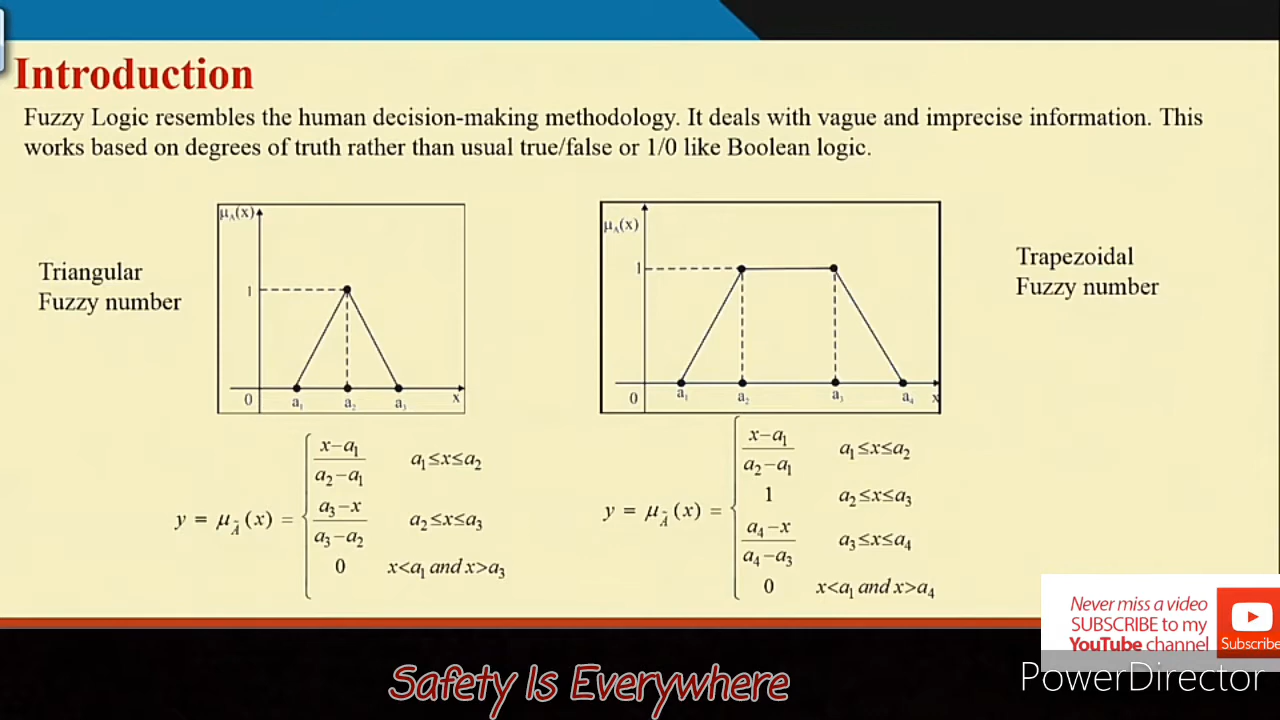 Introduction
Fuzzy Logic resembles the human decision-making methodology. It deals with vague and imprecise information. This
works based on degrees of truth rather than usual true/false or 1/0 like Boolean logic.
Triangular
Fuzzy number
μA(x)
1
0 a1 a2 a3 x
μA(x)
1
0 a1 a2 a3 a4 x
Trapezoidal
Fuzzy number
y = μÃ(x) =
(x−a1)/(a2−a1) a1≤x≤a2
(a3−x)/(a3−a2) a2≤x≤a3
0 x<a1 and x>a3
y = μÃ(x) =
(x−a1)/(a2−a1) a1≤x≤a2
1 a2≤x≤a3
(a4−x)/(a4−a3) a3≤x≤a4
0 x<a1 and x>a4
Never miss a video
SUBSCRIBE to my
YouTube channel
Subscribe
Safety Is Everywhere
PowerDirector